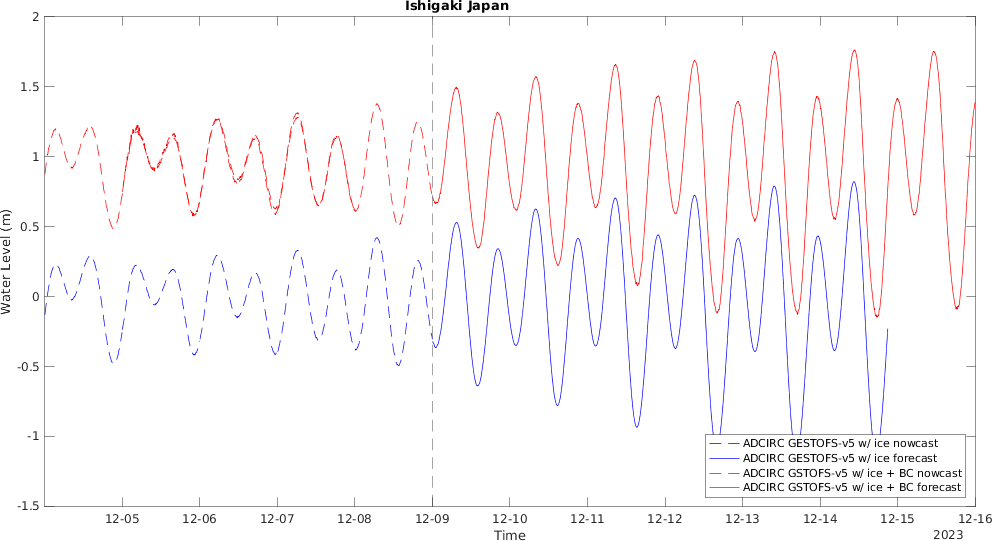 Ishigaki Japan
2
1.5
1
0.5
0
-0.5
-1
-1.5
Water Level (m)
12-05 12-06 12-07 12-08 12-09 12-10 12-11 12-12 12-13 12-14 12-15 12-16
Time
2023
ADCIRC GESTOFS-v5 w/ ice nowcast
ADCIRC GESTOFS-v5 w/ ice forecast
ADCIRC GSTOFS-v5 w/ ice + BC nowcast
ADCIRC GSTOFS-v5 w/ ice + BC forecast